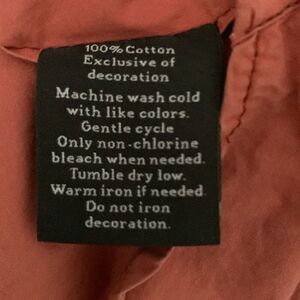 100% Cotton
Exclusive of
decoration
Machine wash cold
with like colors.
Gentle cycle
Only non-chlorine
bleach when needed.
Tumble dry low.
Warm iron if needed.
Do not iron
decoration.